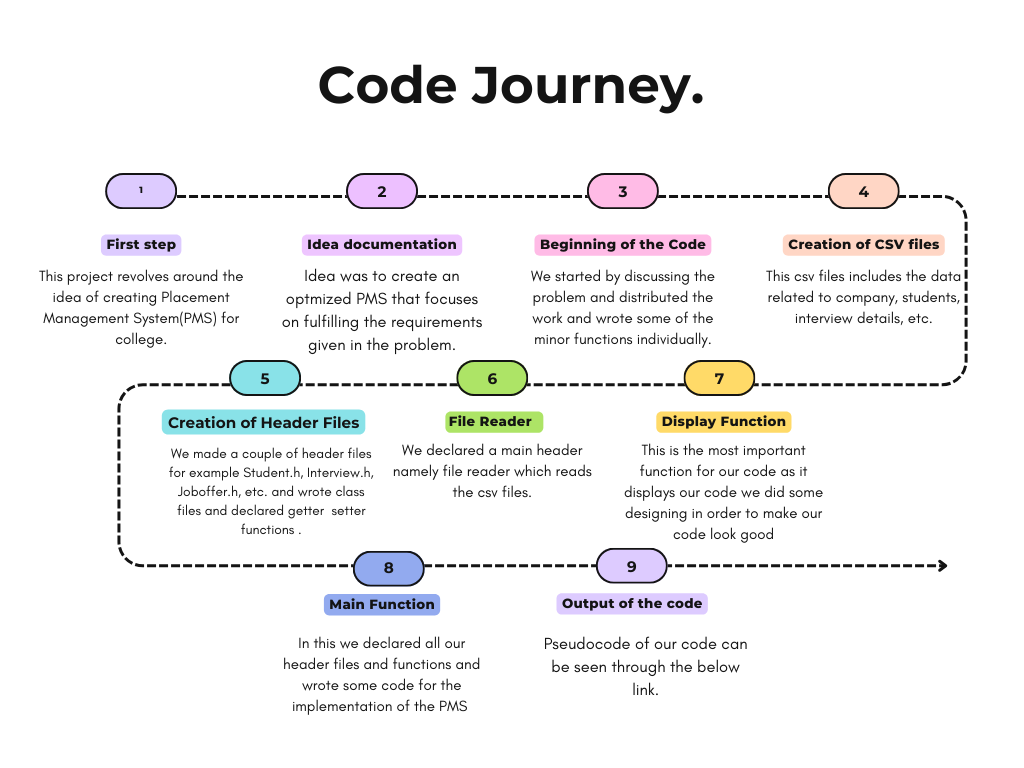 Code Journey.
1
First step
This project revolves around the
idea of creating Placement
Management System(PMS) for
college.
2
Idea documentation
Idea was to create an
optmized PMS that focuses
on fulfilling the requirements
given in the problem.
3
Beginning of the Code
We started by discussing the
problem and distributed the
work and wrote some of the
minor functions individually.
4
Creation of CSV files
This csv files includes the data
related to company, students,
interview details, etc.
5
Creation of Header Files
We made a couple of header files
for example Student.h, Interview.h,
Joboffer.h, etc. and wrote class
files and declared getter  setter
functions .
6
File Reader
We declared a main header
namely file reader which reads
the csv files.
7
Display Function
This is the most important
function for our code as it
displays our code we did some
designing in order to make our
code look good
8
Main Function
In this we declared all our
header files and functions and
wrote some code for the
implementation of the PMS
9
Output of the code
Pseudocode of our code can
be seen through the below
link.